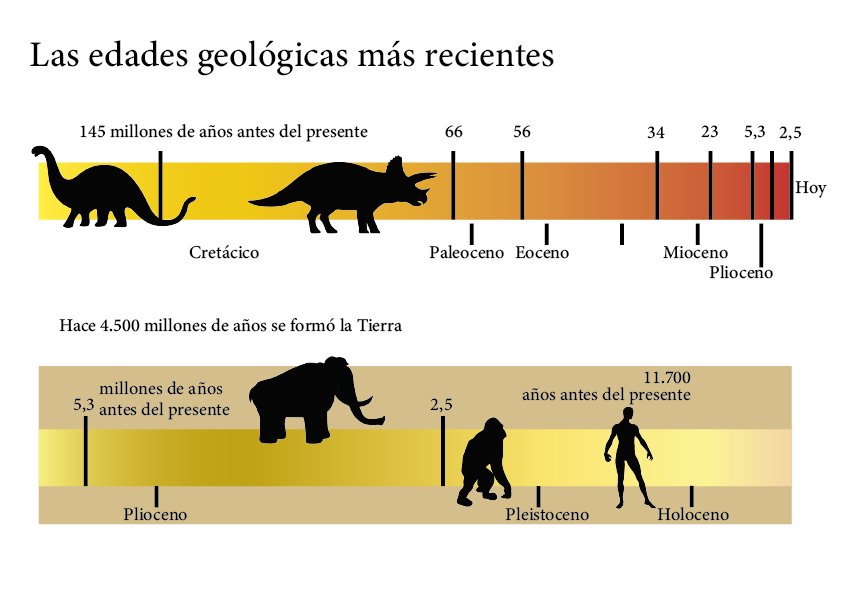 Las edades geológicas más recientes
145 millones de años antes del presente
66
56
34
23
5,3
2,5
Hoy
Cretácico
Paleoceno
Eoceno
Mioceno
Plioceno
Hace 4.500 millones de años se formó la Tierra
millones de años
5,3 antes del presente
2,5
11.700
años antes del presente
Plioceno
Pleistoceno
Holoceno